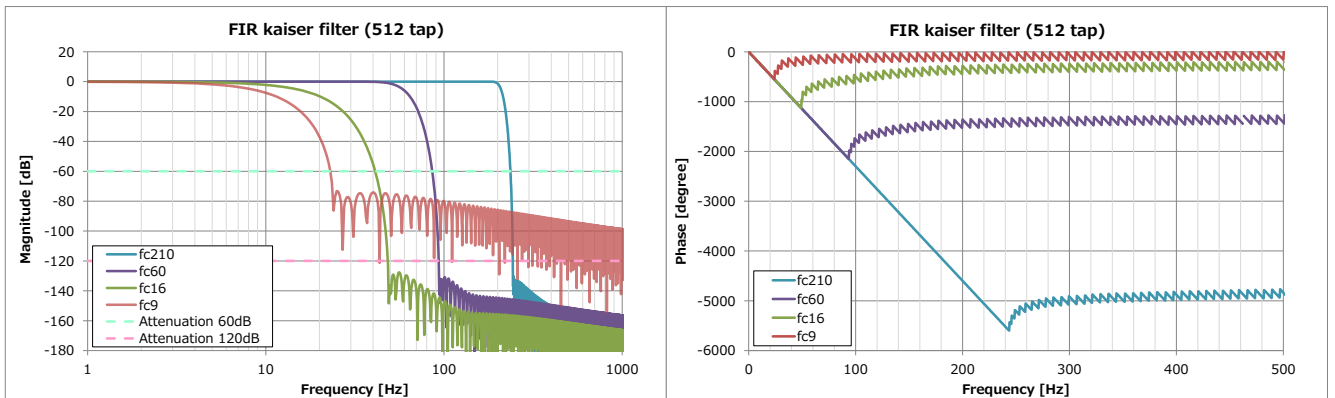 FIR kaiser filter (512 tap)
20
0
-20
-40
-60
-80
-100
-120
-140
-160
-180
Magnitude [dB]
fc210
fc60
fc16
fc9
Attenuation 60dB
Attenuation 120dB
1 10 100 1000
Frequency [Hz]
FIR kaiser filter (512 tap)
0
-1000
-2000
-3000
-4000
-5000
-6000
Phase [degree]
fc210
fc60
fc16
fc9
0 100 200 300 400 500
Frequency [Hz]